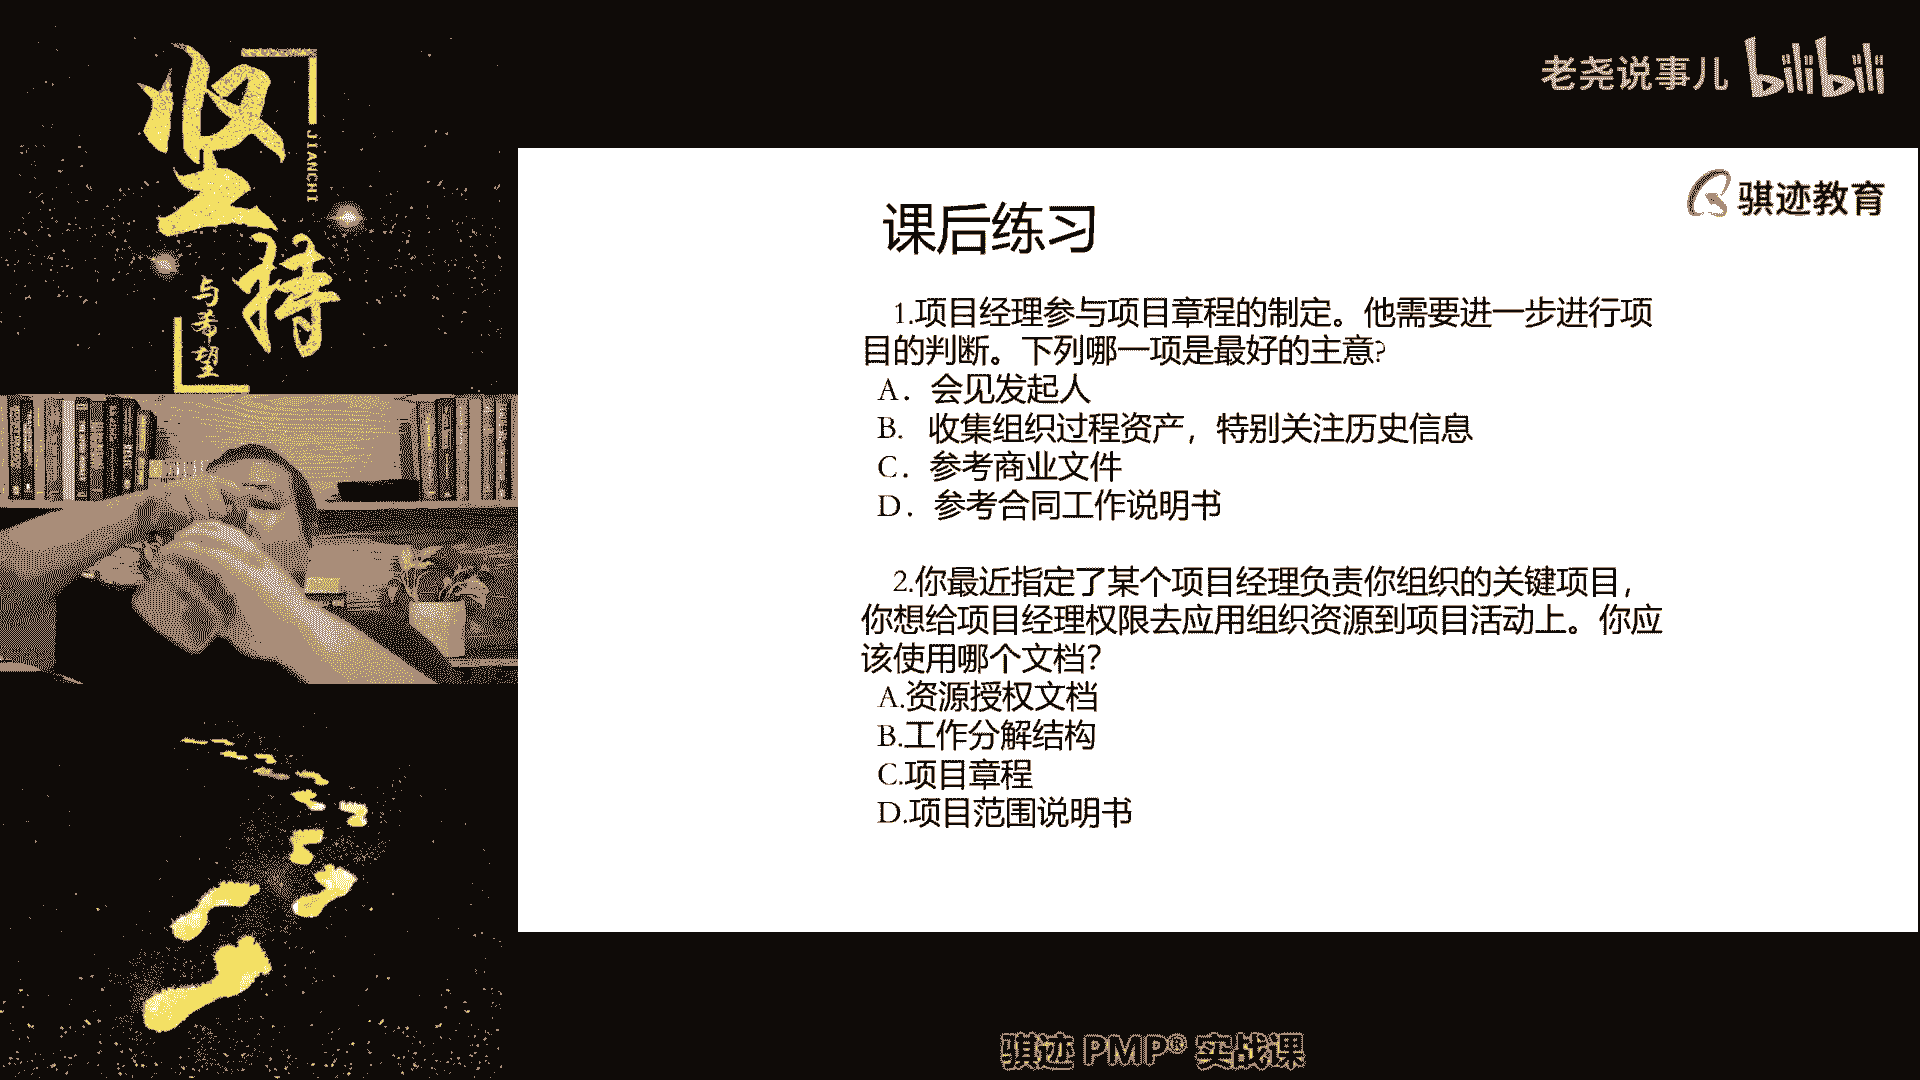 坚持
JIANCHI
与希望
老尧说事儿 bilibili
骐迹教育
课后练习
1.项目经理参与项目章程的制定。他需要进一步进行项
目的判断。下列哪一项是最好的主意?
A．会见发起人
B. 收集组织过程资产，特别关注历史信息
C．参考商业文件
D．参考合同工作说明书
2.你最近指定了某个项目经理负责你组织的关键项目，
你想给项目经理权限去应用组织资源到项目活动上。你应
该使用哪个文档?
A.资源授权文档
B.工作分解结构
C.项目章程
D.项目范围说明书
骐迹 PMP® 实战课